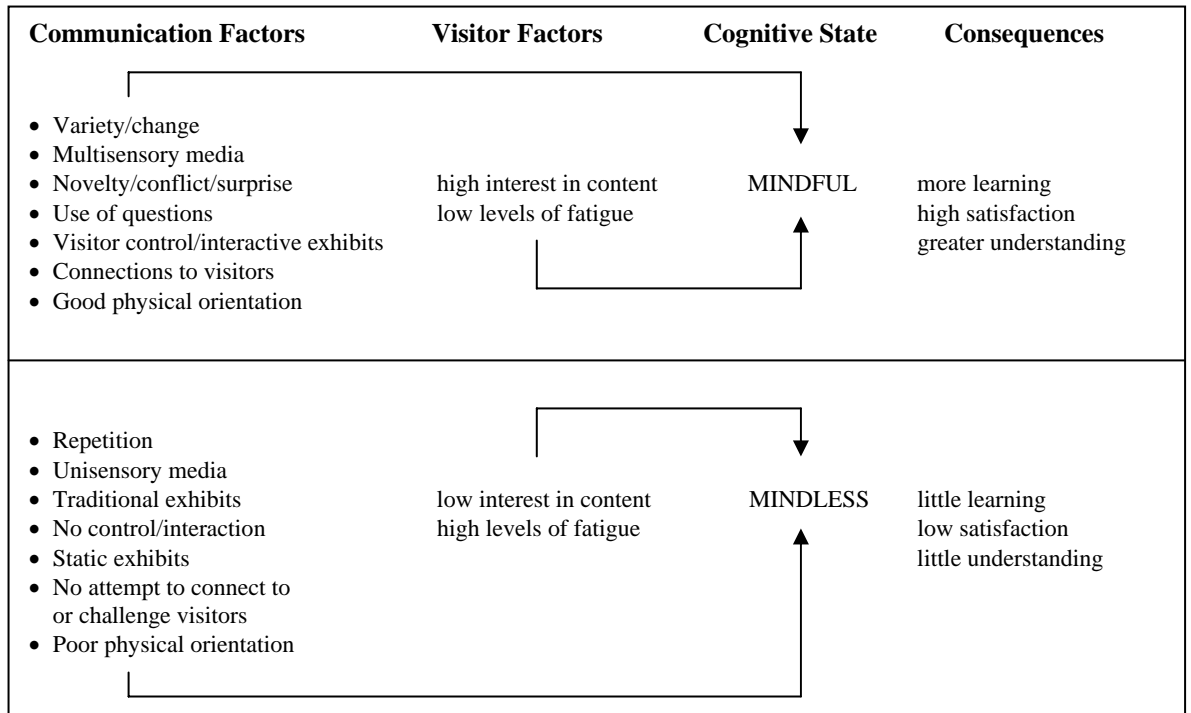 Communication Factors Visitor Factors Cognitive State Consequences
• Variety/change
• Multisensory media
• Novelty/conflict/surprise high interest in content MINDFUL more learning
• Use of questions low levels of fatigue high satisfaction
• Visitor control/interactive exhibits greater understanding
• Connections to visitors
• Good physical orientation
• Repetition
• Unisensory media
• Traditional exhibits low interest in content MINDLESS little learning
• No control/interaction high levels of fatigue low satisfaction
• Static exhibits little understanding
• No attempt to connect to
or challenge visitors
• Poor physical orientation